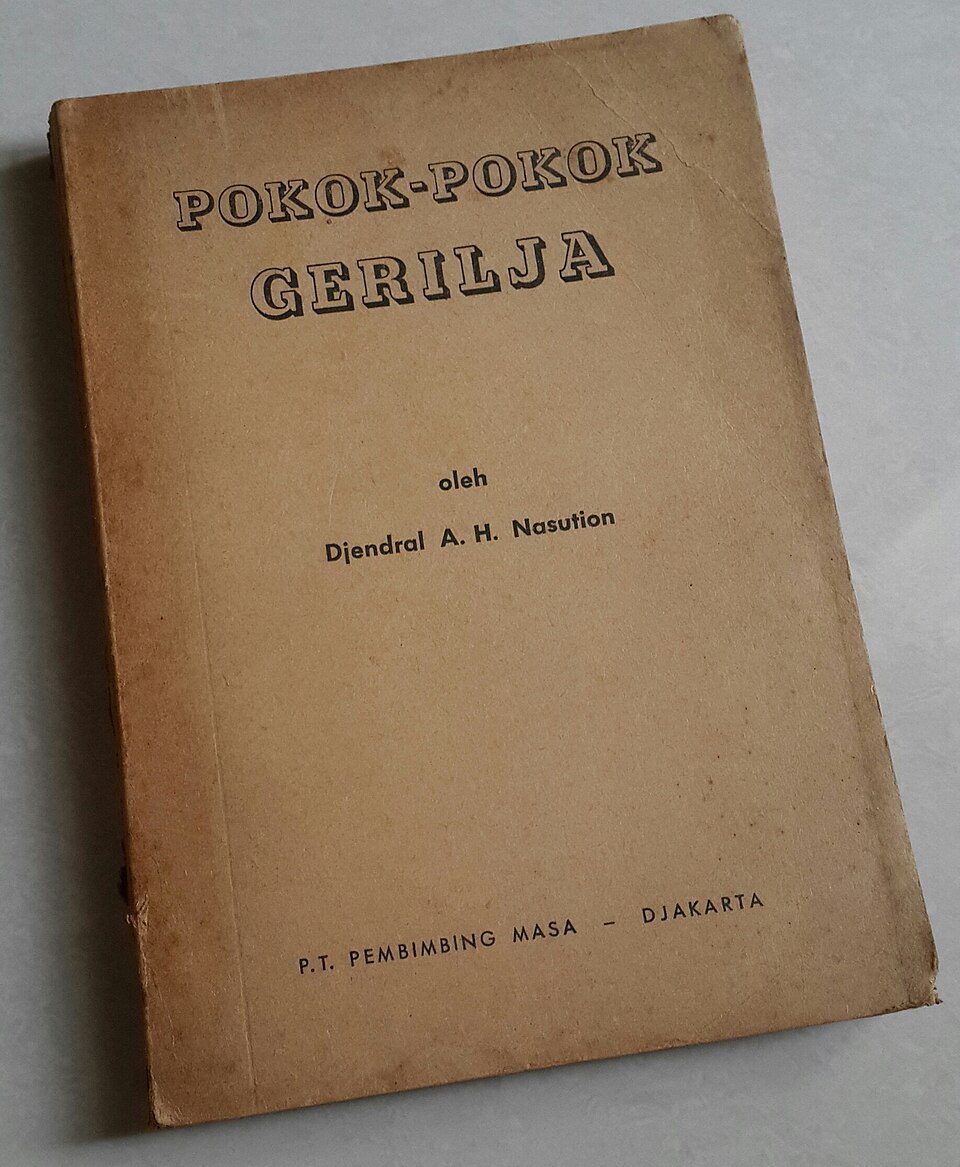 POKOK-POKOK
GERILJA
oleh
Djendral A. H. Nasution
P.T. PEMBIMBING MASA – DJAKARTA